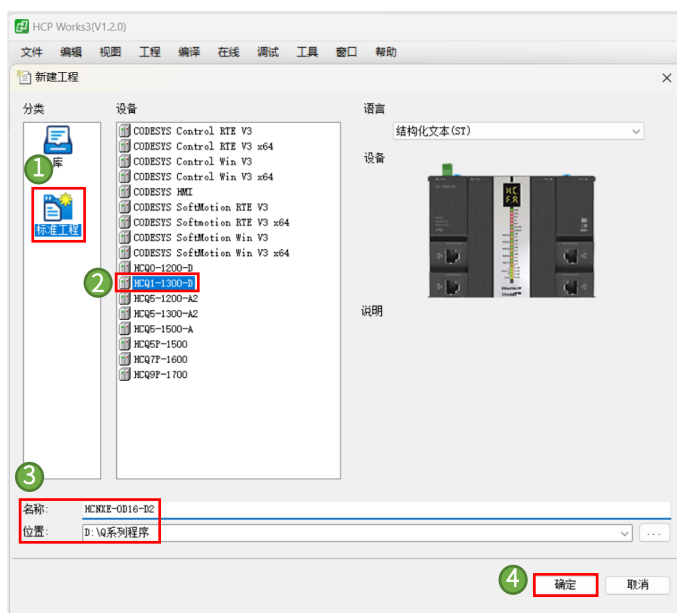 HCP Works3(V1.2.0)
文件 编辑 视图 工程 编译 在线 调试 工具 窗口 帮助
新建工程
分类
设备
语言
1
库
标准工程
CODESYS Control RTE V3
CODESYS Control RTE V3 x64
CODESYS Control Win V3
CODESYS Control Win V3 x64
CODESYS HMI
CODESYS SoftMotion RTE V3
CODESYS Softmotion RTE V3 x64
CODESYS SoftMotion Win V3
CODESYS SoftMotion Win V3 x64
HCQ0-1200-D
2
HCQ1-1300-D
HCQ5-1200-A2
HCQ5-1300-A2
HCQ5-1500-A
HCQ5P-1500
HCQ7P-1600
HCQ9P-1700
结构化文本(ST)
设备
说明
3
名称: HCNXE-OD16-D2
位置: D:\Q系列程序
...
4
确定
取消